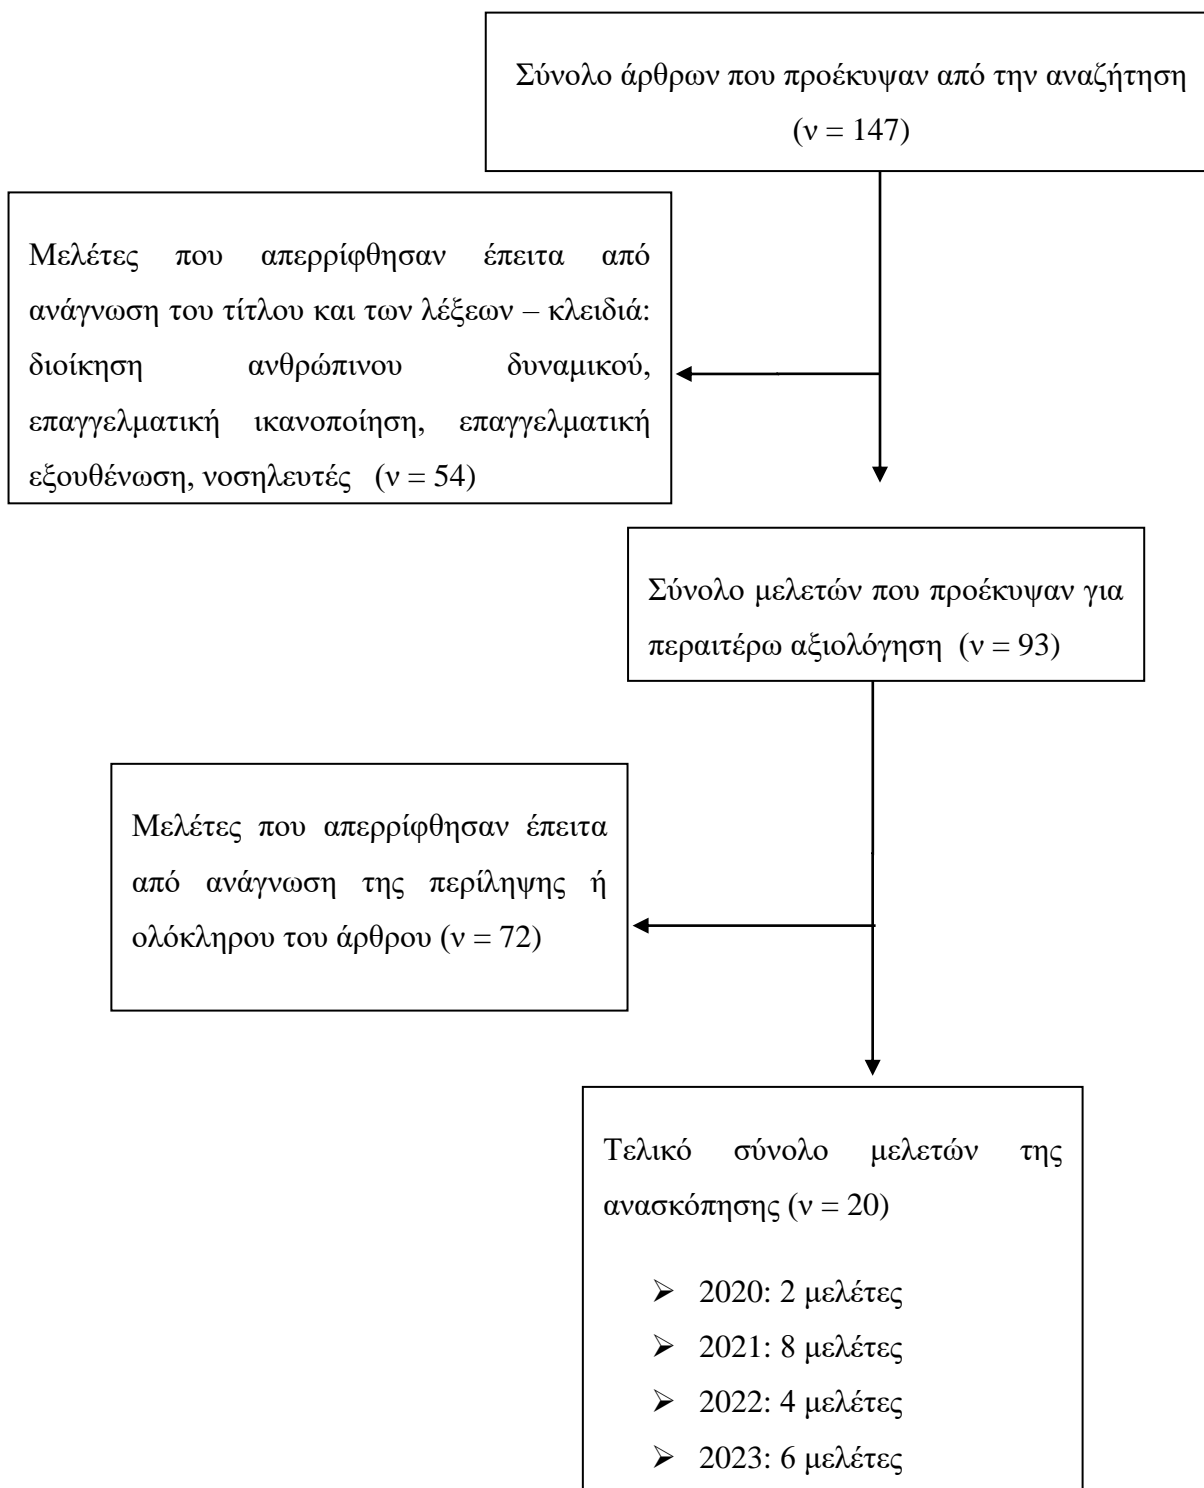 Σύνολο άρθρων που προέκυψαν από την αναζήτηση
(ν = 147)
Μελέτες που απερρίφθησαν έπειτα από
ανάγνωση του τίτλου και των λέξεων – κλειδιά:
διοίκηση ανθρώπινου δυναμικού,
επαγγελματική ικανοποίηση, επαγγελματική
εξουθένωση, νοσηλευτές (ν = 54)
Σύνολο μελετών που προέκυψαν για
περαιτέρω αξιολόγηση (ν = 93)
Μελέτες που απερρίφθησαν έπειτα
από ανάγνωση της περίληψης ή
ολόκληρου του άρθρου (ν = 72)
Τελικό σύνολο μελετών της
ανασκόπησης (ν = 20)
➢ 2020: 2 μελέτες
➢ 2021: 8 μελέτες
➢ 2022: 4 μελέτες
➢ 2023: 6 μελέτες